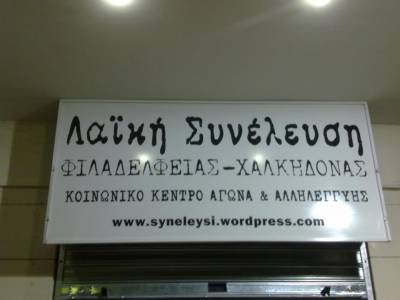 Λαϊκή Συνέλευση
ΦΙΛΑΔΕΛΦΕΙΑΣ-ΧΑΛΚΗΔΟΝΑΣ
ΚΟΙΝΩΝΙΚΟ ΚΕΝΤΡΟ ΑΓΩΝΑ & ΑΛΛΗΛΕΓΓΥΗΣ
www.syneleysi.wordpress.com